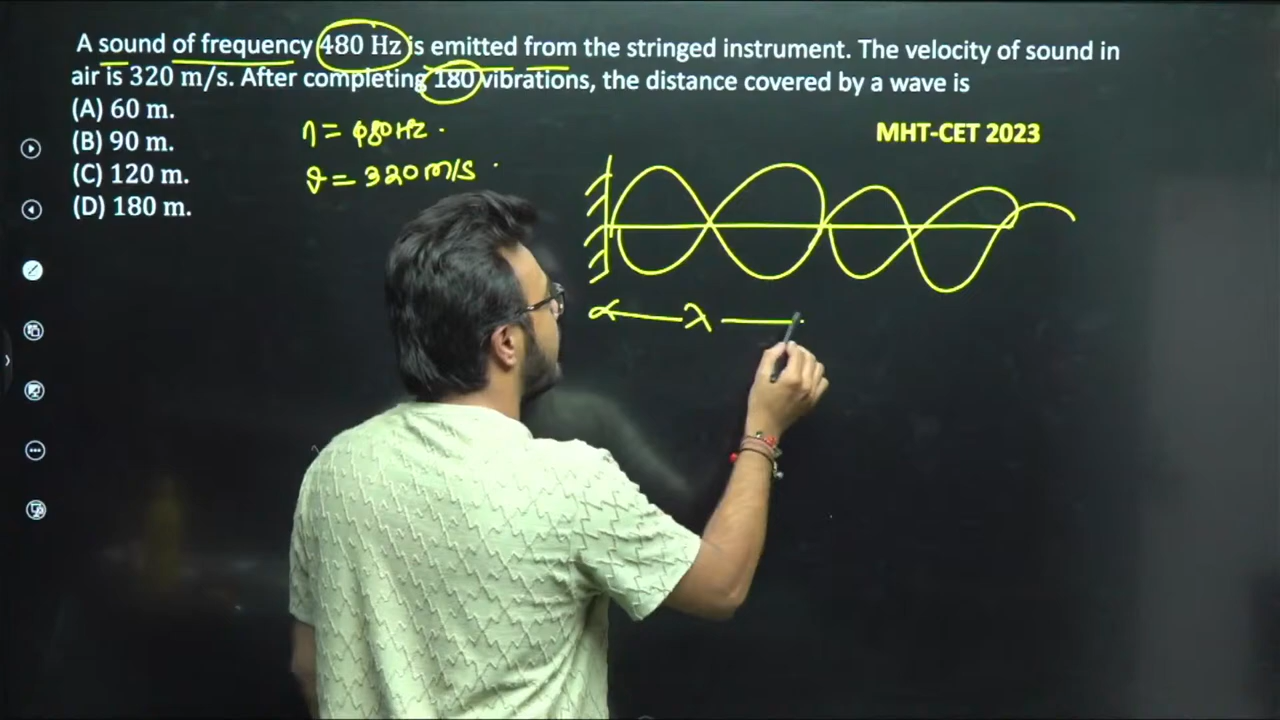 A sound of frequency 480 Hz is emitted from the stringed instrument. The velocity of sound in
air is 320 m/s. After completing 180 vibrations, the distance covered by a wave is
(A) 60 m.
(B) 90 m.
(C) 120 m.
(D) 180 m.
MHT-CET 2023
η = 480 Hz .
v = 320 m/s .
λ